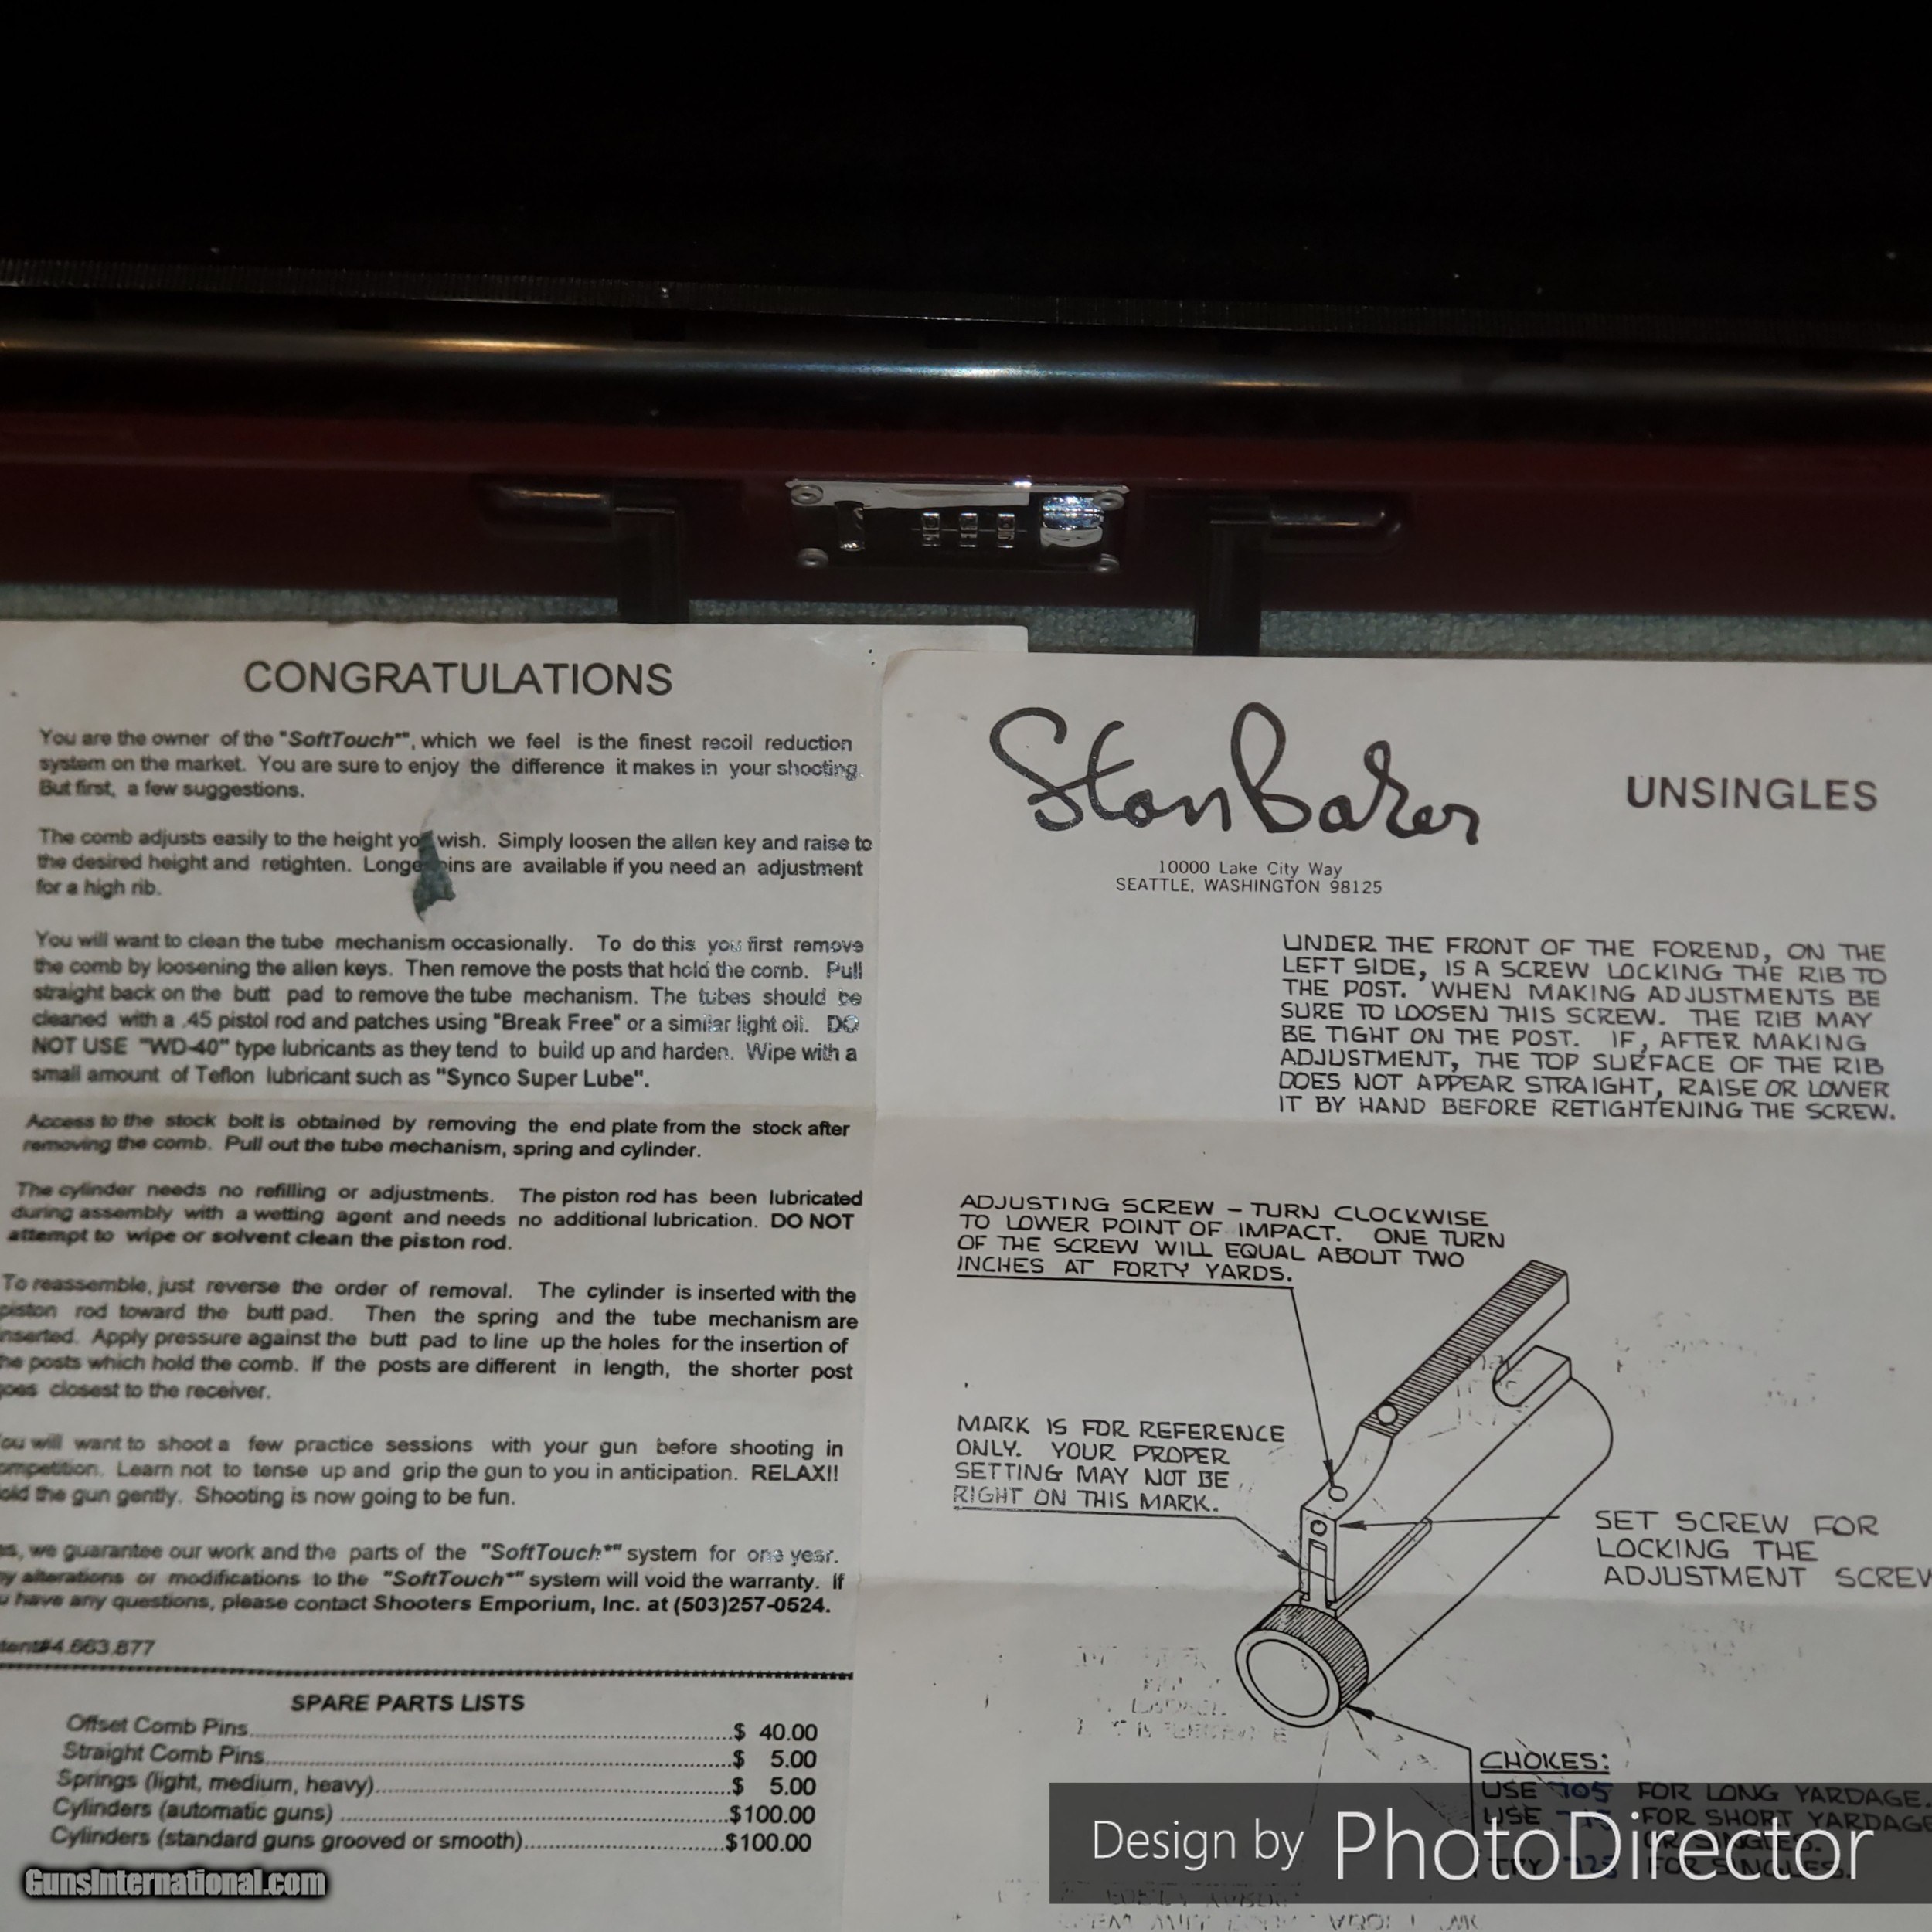 CONGRATULATIONS
You are the owner of the "SoftTouch*", which we feel is the finest recoil reduction
system on the market. You are sure to enjoy the difference it makes in your shooting.
But first, a few suggestions.
The comb adjusts easily to the height wish. Simply loosen the allen key and raise to
the desired height and retighten. are available if you need an adjustment
for a high rib.
You will want to clean the tube mechanism occasionally. To do this you first remove
the comb by loosening the allen keys. Then remove the posts that hold the comb. Pull
straight back on the butt pad to remove the tube mechanism. The tubes should be
cleaned with a .45 pistol rod and patches using "Break Free" or a similar light oil. DO
NOT USE "WD-40" type lubricants as they tend to build up and harden. Wipe with a
small amount of Teflon lubricant such as "Synco Super Lube".
Access to the stock bolt is obtained by removing the end plate from the stock after
removing the comb. Pull out the tube mechanism, spring and cylinder.
The cylinder needs no refilling or adjustments. The piston rod has been lubricated
during assembly with a wetting agent and needs no additional lubrication. DO NOT
attempt to wipe or solvent clean the piston rod.
To reassemble, just reverse the order of removal. The cylinder is inserted with the
piston rod toward the butt pad. Then the spring and the tube mechanism are
inserted. Apply pressure against the butt pad to line up the holes for the insertion of
the posts which hold the comb. If the posts are different in length, the shorter post
goes closest to the receiver.
will want to shoot a few practice sessions with your gun before shooting in
Learn not to tense up and grip the gun to you in anticipation. RELAX!!
the gun gently. Shooting is now going to be fun.
we guarantee our work and the parts of the "SoftTouch*" system for one year.
alterations or modifications to the "SoftTouch*" system will void the warranty. If
have any questions, please contact Shooters Emporium, Inc. at (503)257-0524.
4,663,877
SPARE PARTS LISTS
Offset Comb Pins $ 40.00
Straight Comb Pins $ 5.00
Springs (light, medium, heavy) $ 5.00
Cylinders (automatic guns) $100.00
Cylinders (standard guns grooved or smooth) $100.00
GunsInternational.com
Stan Baker
UNSINGLES
10000 Lake City Way
SEATTLE, WASHINGTON 98125
UNDER THE FRONT OF THE FOREND, ON THE
LEFT SIDE, IS A SCREW LOCKING THE RIB TO
THE POST. WHEN MAKING ADJUSTMENTS BE
SURE TO LOOSEN THIS SCREW. THE RIB MAY
BE TIGHT ON THE POST. IF, AFTER MAKING
ADJUSTMENT, THE TOP SURFACE OF THE RIB
DOES NOT APPEAR STRAIGHT, RAISE OR LOWER
IT BY HAND BEFORE RETIGHTENING THE SCREW.
ADJUSTING SCREW – TURN CLOCKWISE
TO LOWER POINT OF IMPACT. ONE TURN
OF THE SCREW WILL EQUAL ABOUT TWO
INCHES AT FORTY YARDS.
MARK IS FOR REFERENCE
ONLY. YOUR PROPER
SETTING MAY NOT BE
RIGHT ON THIS MARK.
SET SCREW FOR
LOCKING THE
ADJUSTMENT SCREW
CHOKES:
USE 705 FOR LONG YARDAGE.
USE FOR SHORT YARDAGE
OR SINGLES.
TRY 725 FOR SINGLES.
Design by PhotoDirector